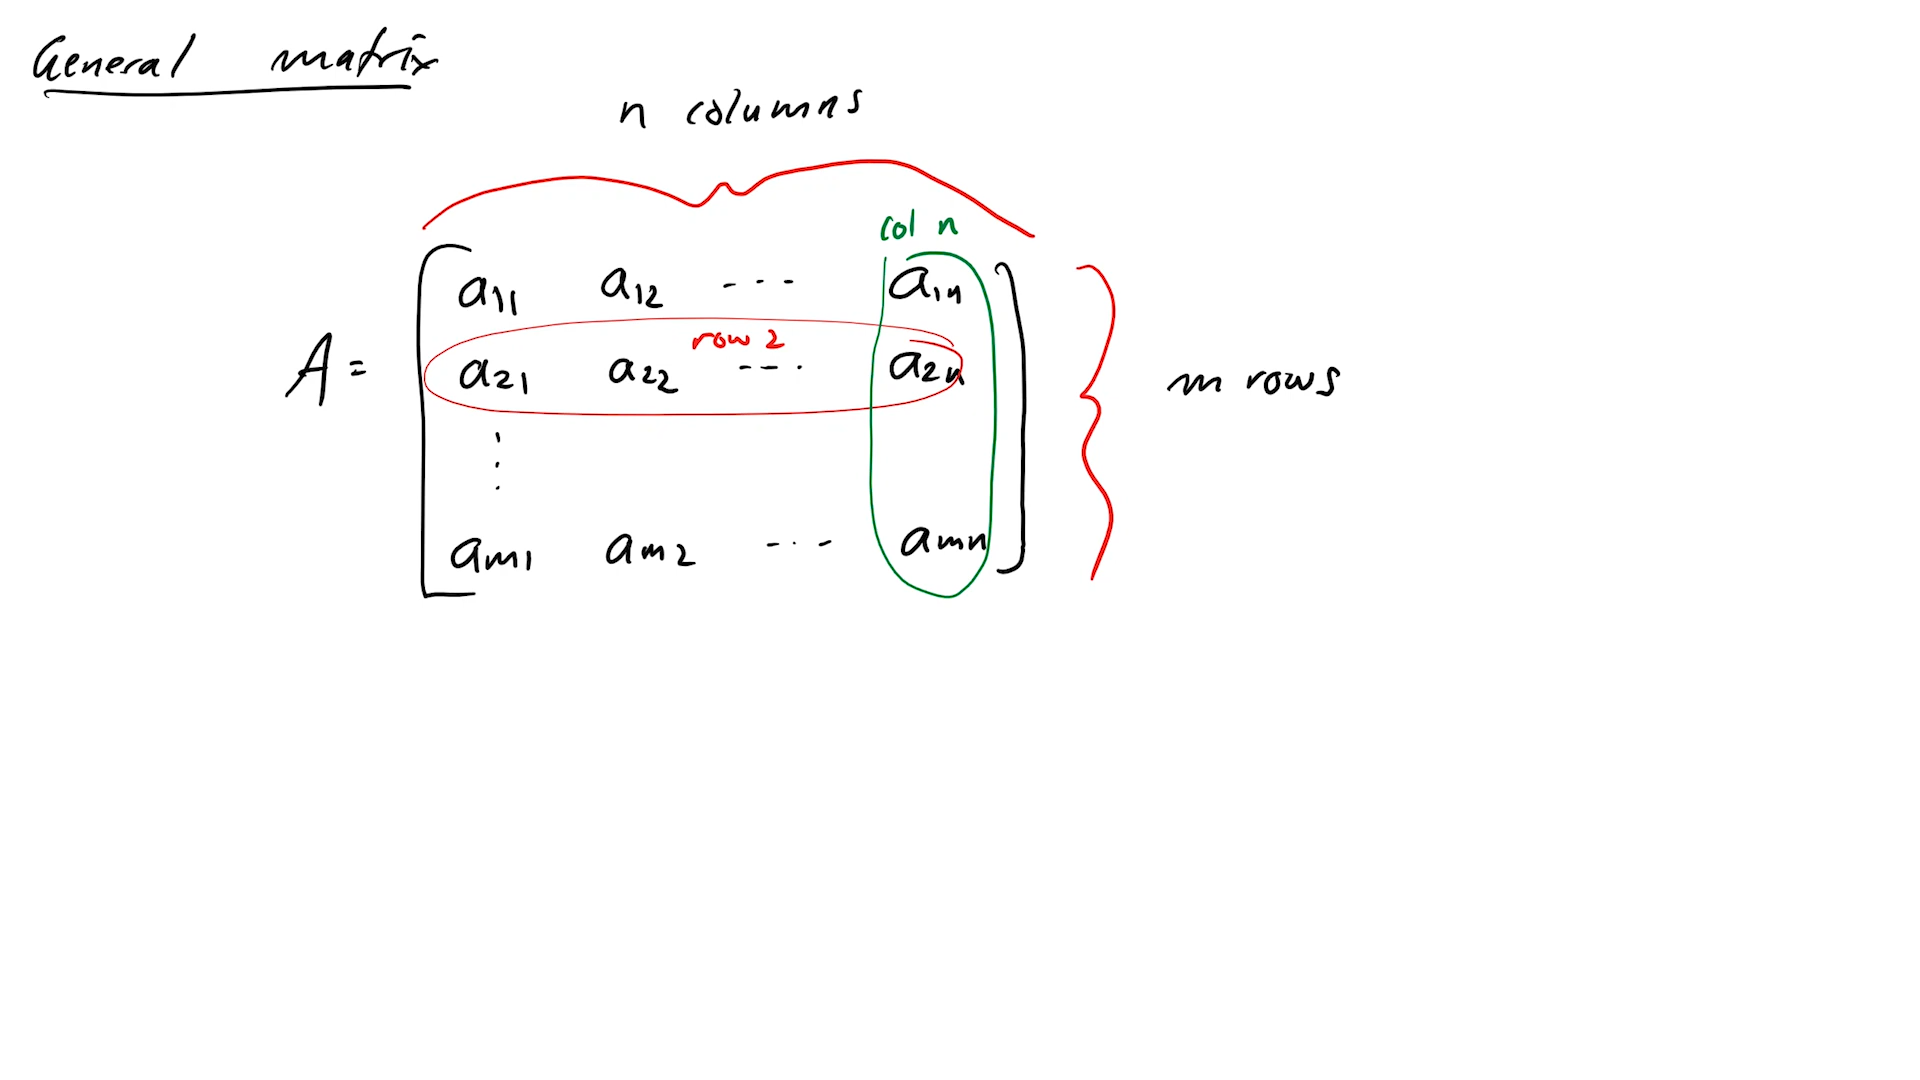 General matrix
n columns
col n
a11 a12 --- a1n
row 2
A = a21 a22 --- a2n
m rows
⋮
am1 am2 --- amn